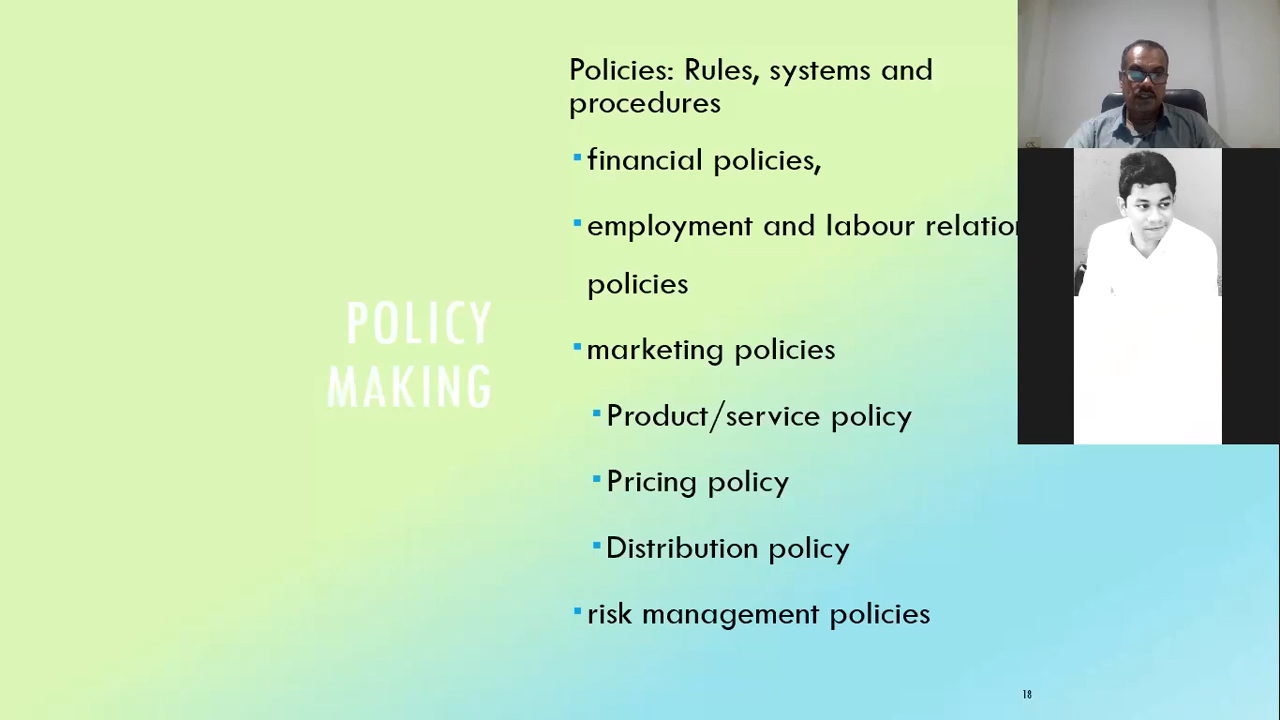 POLICY
MAKING
Policies: Rules, systems and
procedures
financial policies,
employment and labour relation
policies
marketing policies
Product/service policy
Pricing policy
Distribution policy
risk management policies
18